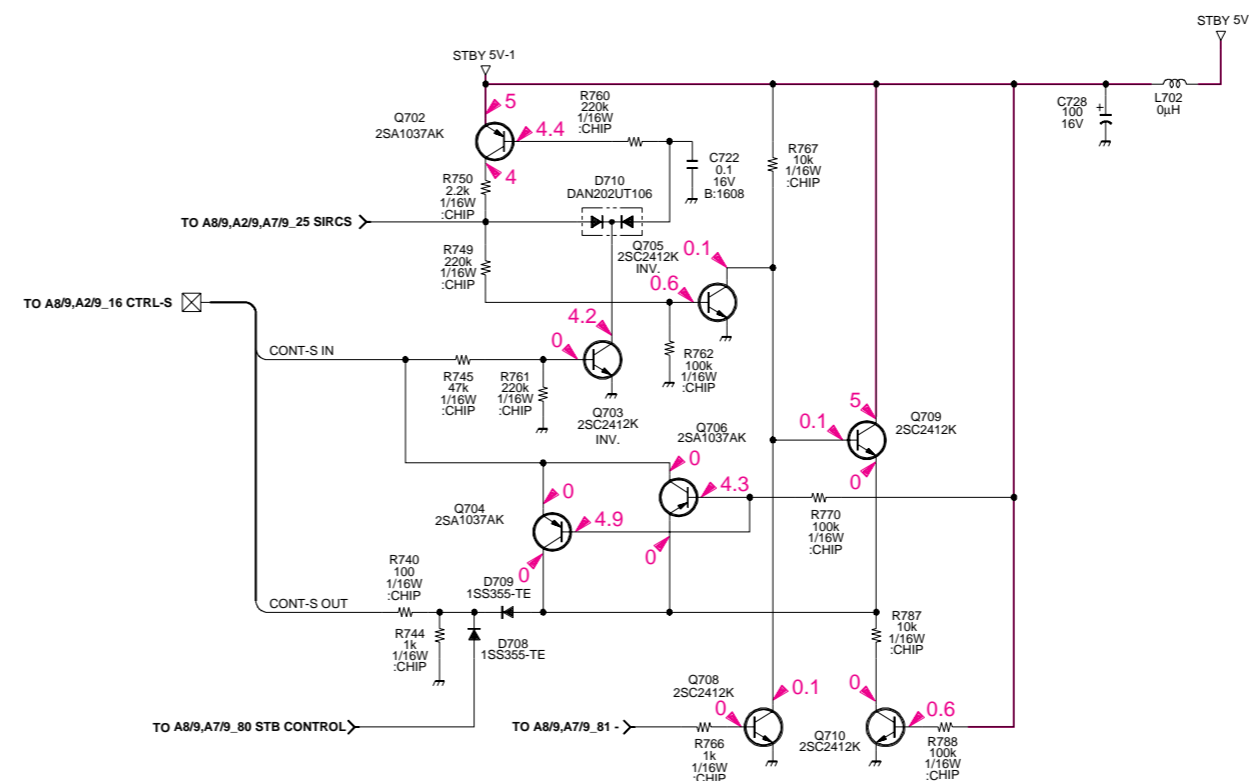 STBY 5V
STBY 5V-1
Q702
2SA1037AK
5
4.4
4
R760
220k
1/16W
:CHIP
C722
0.1
16V
B:1608
R767
10k
1/16W
:CHIP
C728
100
16V
+
L702
0µH
R750
2.2k
1/16W
:CHIP
D710
DAN202UT106
TO A8/9,A2/9,A7/9_25 SIRCS
R749
220k
1/16W
:CHIP
Q705
2SC2412K
INV.
0.1
0.6
TO A8/9,A2/9_16 CTRL-S
4.2
0
R762
100k
1/16W
:CHIP
CONT-S IN
R745
47k
1/16W
:CHIP
R761
220k
1/16W
:CHIP
Q703
2SC2412K
INV.
Q706
2SA1037AK
5
0.1
0
Q709
2SC2412K
0
4.3
0
Q704
2SA1037AK
0
4.9
0
R770
100k
1/16W
:CHIP
R740
100
1/16W
:CHIP
D709
1SS355-TE
CONT-S OUT
R744
1k
1/16W
:CHIP
D708
1SS355-TE
R787
10k
1/16W
:CHIP
Q708
2SC2412K
0.1
0
0
0.6
TO A8/9,A7/9_80 STB CONTROL
TO A8/9,A7/9_81 -
R766
1k
1/16W
:CHIP
Q710
2SC2412K
R788
100k
1/16W
:CHIP